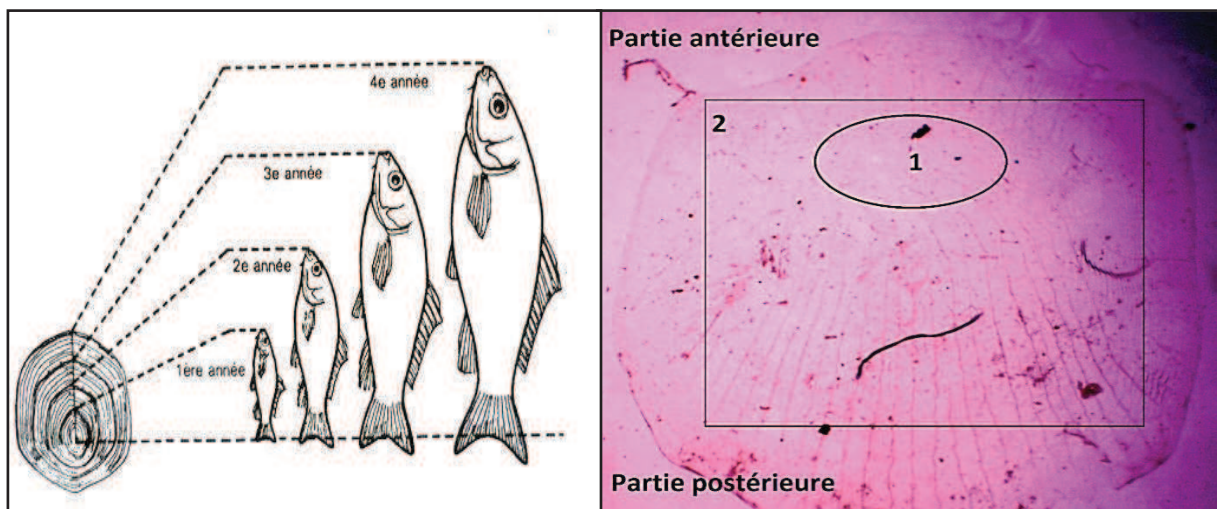 4e année
3e année
2e année
1ère année
Partie antérieure
2
1
Partie postérieure